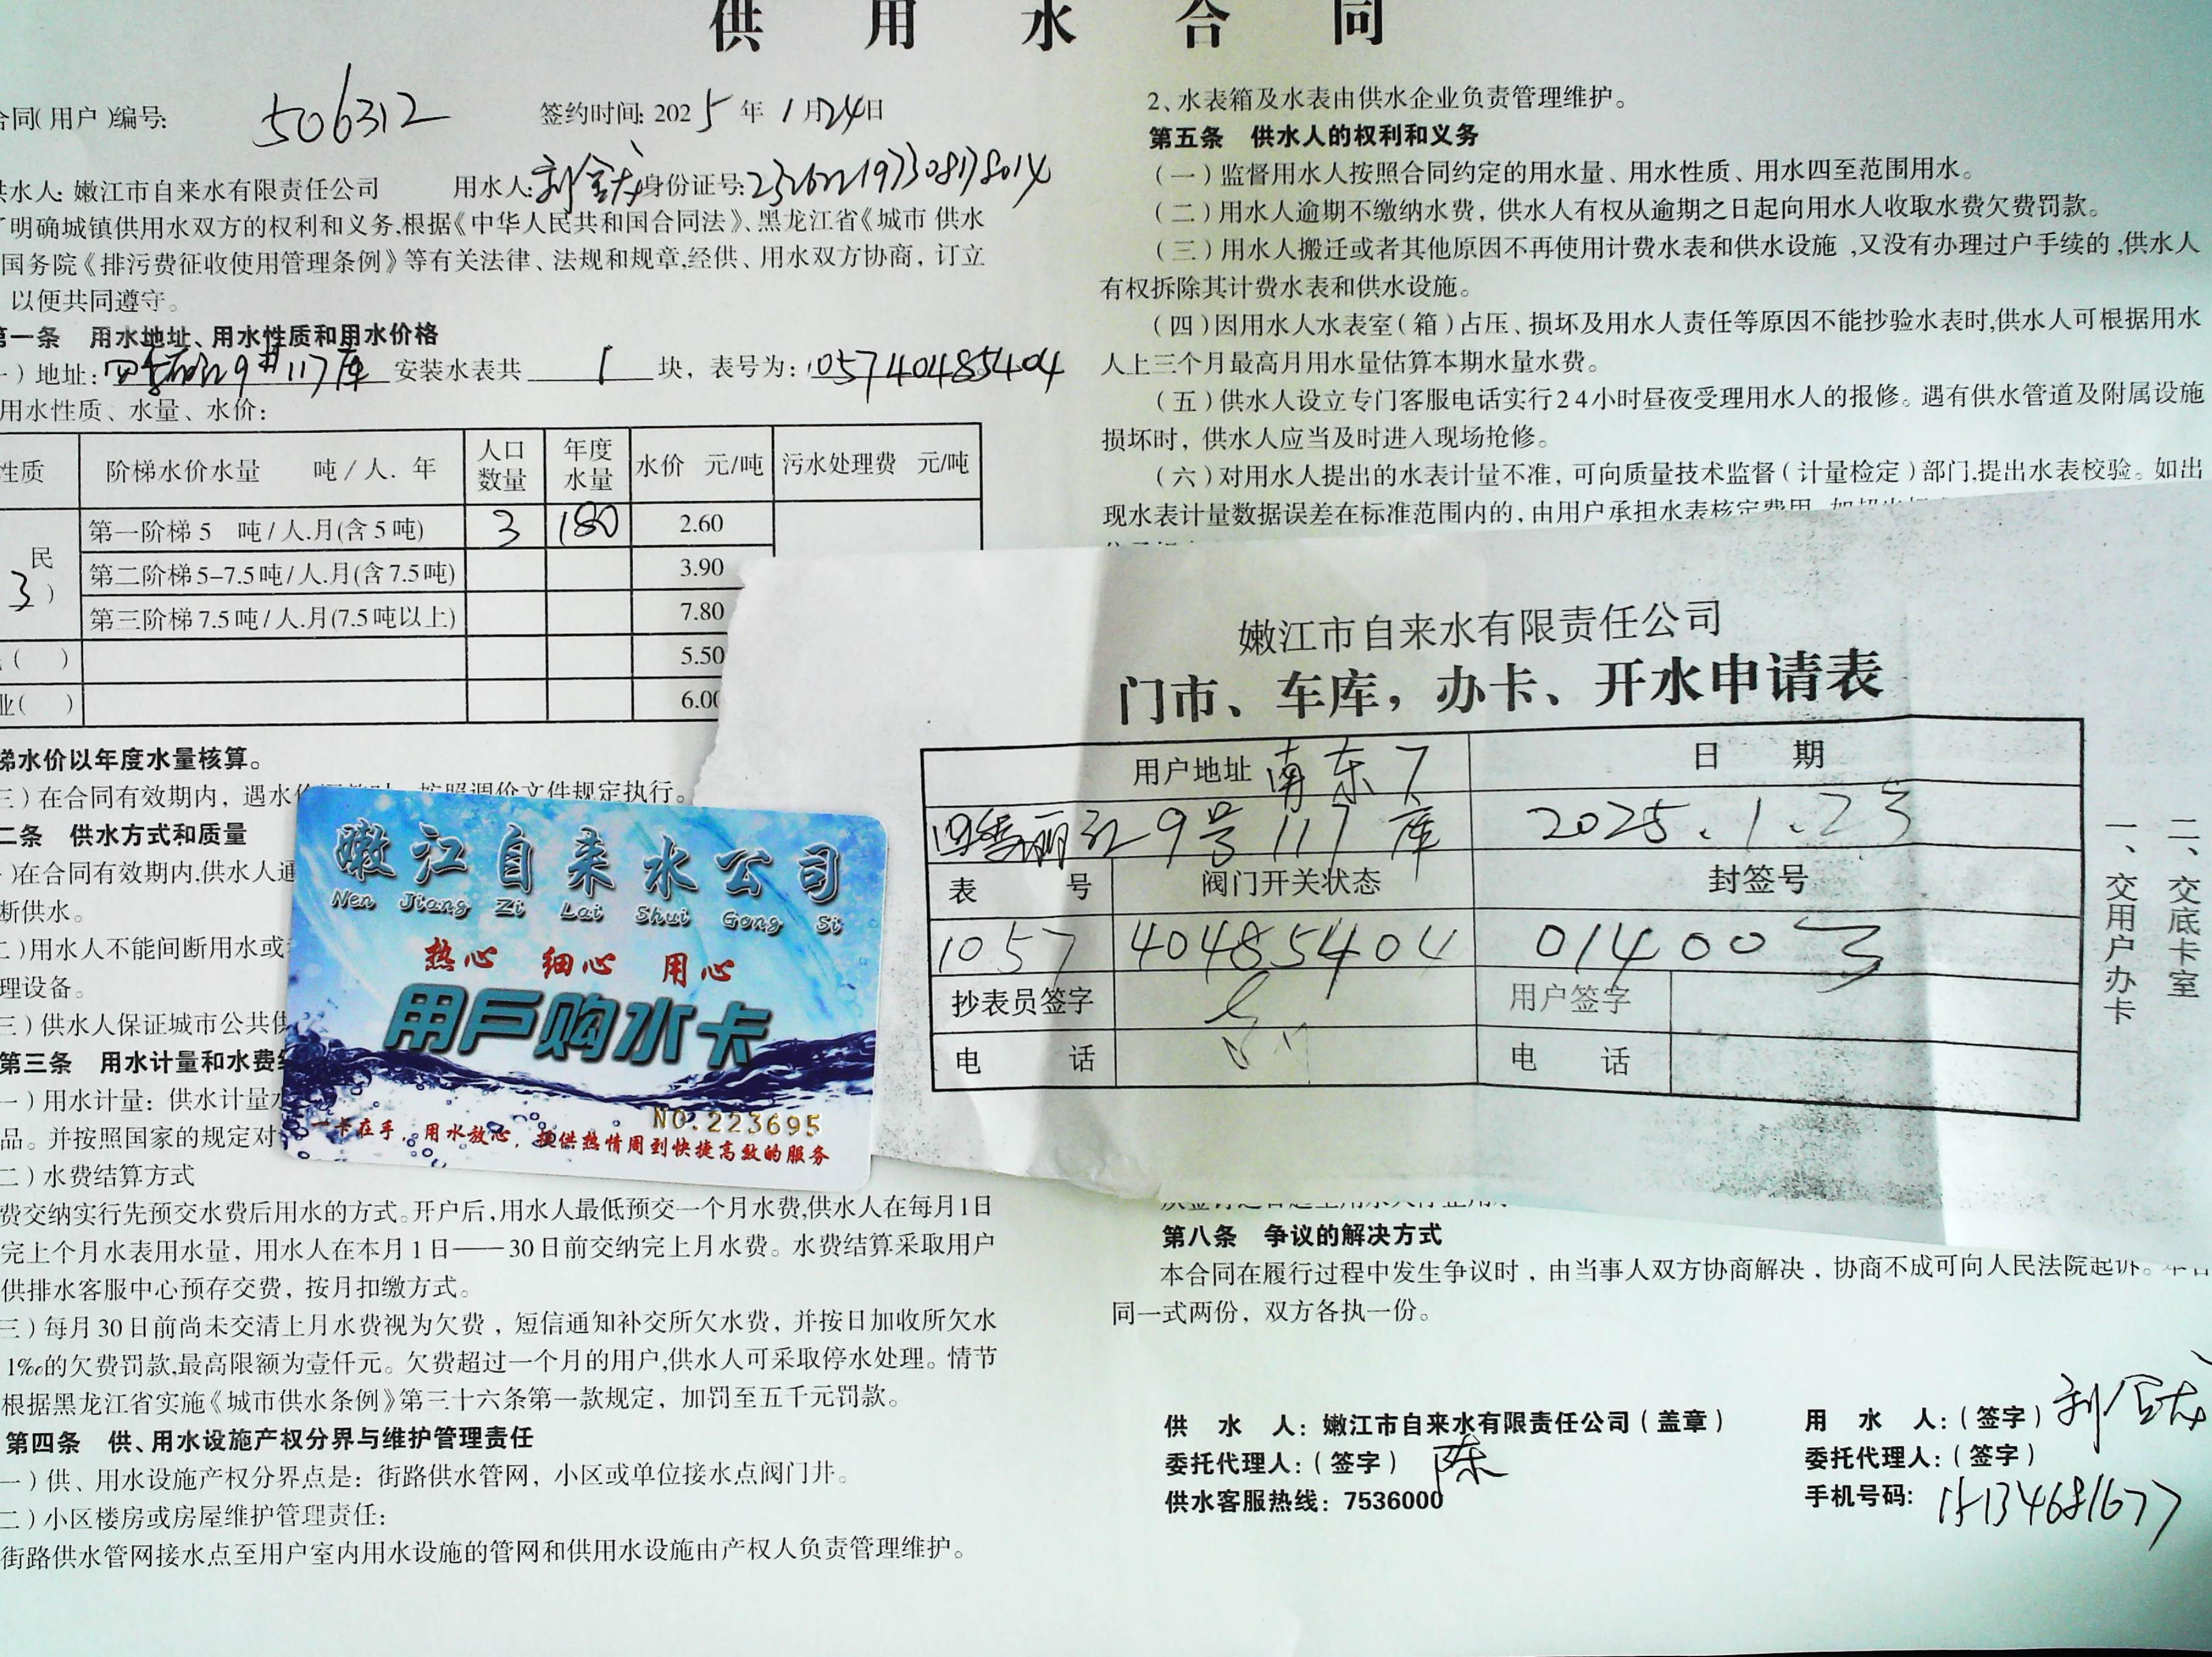 供 用 水 合 同
合同(用户)编号: 506312 签约时间: 2025年1月24日
供水人: 嫩江市自来水有限责任公司 用水人: 身份证号:
了明确城镇供用水双方的权利和义务,根据《中华人民共和国合同法》、黑龙江省《城市 供水
国务院《排污费征收使用管理条例》等有关法律、法规和规章,经供、用水双方协商，订立
以便共同遵守。
第一条 用水地址、用水性质和用水价格
一）地址: 9# 117库 安装水表共 1 块，表号为: 105740485404
用水性质、水量、水价:
性质 阶梯水价水量 吨/人. 年 人口数量 年度水量 水价 元/吨 污水处理费 元/吨
民 3 ) 第一阶梯 5 吨/人.月(含5吨) 3 180 2.60
第二阶梯5-7.5吨/人.月(含7.5吨) 3.90
第三阶梯7.5吨/人.月(7.5吨以上) 7.80
( ) 5.50
业( ) 6.00
梯水价以年度水量核算。
三）在合同有效期内，遇水价 按照调价文件规定执行。
二条 供水方式和质量
)在合同有效期内,供水人通
断供水。
二)用水人不能间断用水或
理设备。
三）供水人保证城市公共供
第三条 用水计量和水费结
一）用水计量：供水计量水
品。并按照国家的规定对
二）水费结算方式
费交纳实行先预交水费后用水的方式。开户后,用水人最低预交一个月水费,供水人在每月1日
完上个月水表用水量，用水人在本月1日——30日前交纳完上月水费。水费结算采取用户
供排水客服中心预存交费，按月扣缴方式。
三）每月30日前尚未交清上月水费视为欠费，短信通知补交所欠水费，并按日加收所欠水
1‰的欠费罚款,最高限额为壹仟元。欠费超过一个月的用户,供水人可采取停水处理。情节
根据黑龙江省实施《城市供水条例》第三十六条第一款规定，加罚至五千元罚款。
第四条 供、用水设施产权分界与维护管理责任
一）供、用水设施产权分界点是：街路供水管网，小区或单位接水点阀门井。
二）小区楼房或房屋维护管理责任:
街路供水管网接水点至用户室内用水设施的管网和供用水设施由产权人负责管理维护。
2、水表箱及水表由供水企业负责管理维护。
第五条 供水人的权利和义务
（一）监督用水人按照合同约定的用水量、用水性质、用水四至范围用水。
（二）用水人逾期不缴纳水费，供水人有权从逾期之日起向用水人收取水费欠费罚款。
（三）用水人搬迁或者其他原因不再使用计费水表和供水设施,又没有办理过户手续的,供水人
有权拆除其计费水表和供水设施。
（四）因用水人水表室（箱）占压、损坏及用水人责任等原因不能抄验水表时,供水人可根据用水
人上三个月最高月用水量估算本期水量水费。
（五）供水人设立专门客服电话实行24小时昼夜受理用水人的报修。遇有供水管道及附属设施
损坏时，供水人应当及时进入现场抢修。
（六）对用水人提出的水表计量不准，可向质量技术监督（计量检定）部门,提出水表校验。如出
现水表计量数据误差在标准范围内的,由用户承担水表核定费用
嫩江市自来水有限责任公司
门市、车库，办卡、开水申请表
用户地址 南东7 日 期
四季丽江9号117库 2025.1.23
表 号 阀门开关状态 封签号
1057 40485404 014003
抄表员签字 用户签字
电 话 电 话
一、交用户办卡
二、交底卡室
嫩江自来水公司
Nen Jiang Zi Lai Shui Gong Si
热心 细心 用心
用戶购水卡
NO.223695
一卡在手，用水放心，提供热情周到快捷高效的服务
第八条 争议的解决方式
本合同在履行过程中发生争议时，由当事人双方协商解决，协商不成可向人民法院起诉。本合
同一式两份，双方各执一份。
供 水 人：嫩江市自来水有限责任公司（盖章）
委托代理人:（签字） 陈
供水客服热线：7536000
用 水 人:（签字）
委托代理人:（签字）
手机号码: 15134681677